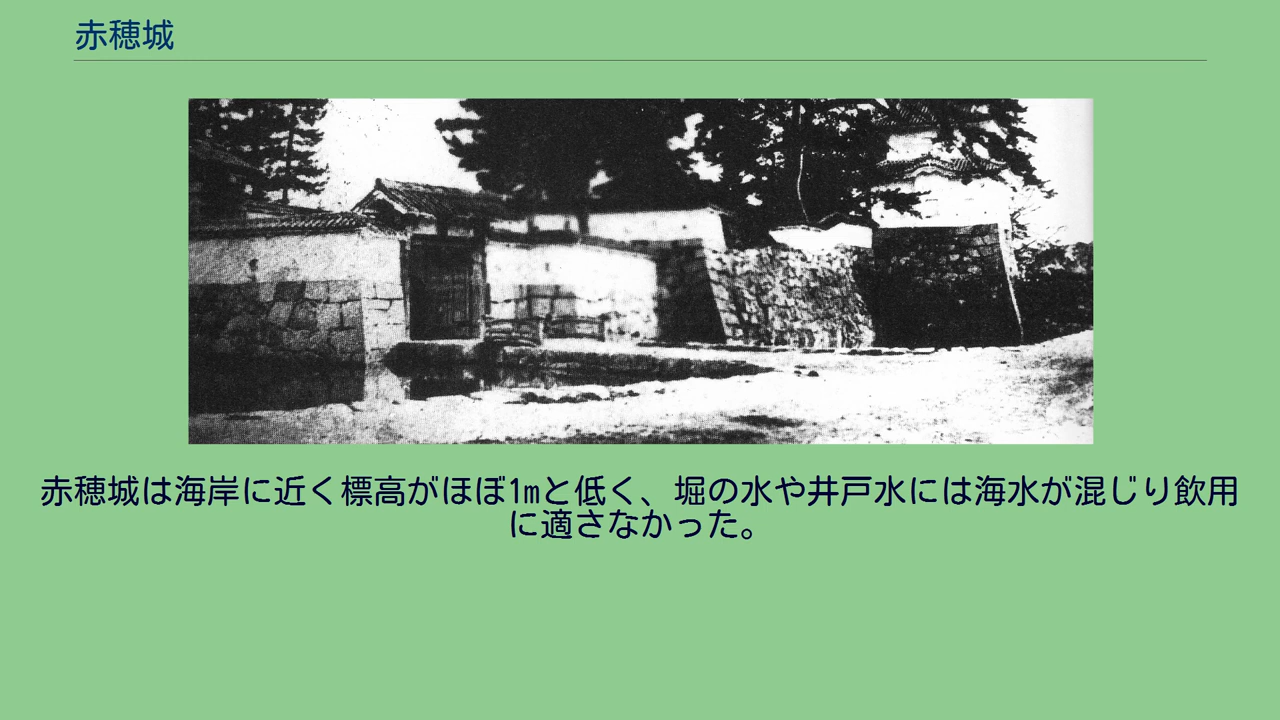 赤穂城
赤穂城は海岸に近く標高がほぼ1mと低く、堀の水や井戸水には海水が混じり飲用
に適さなかった。